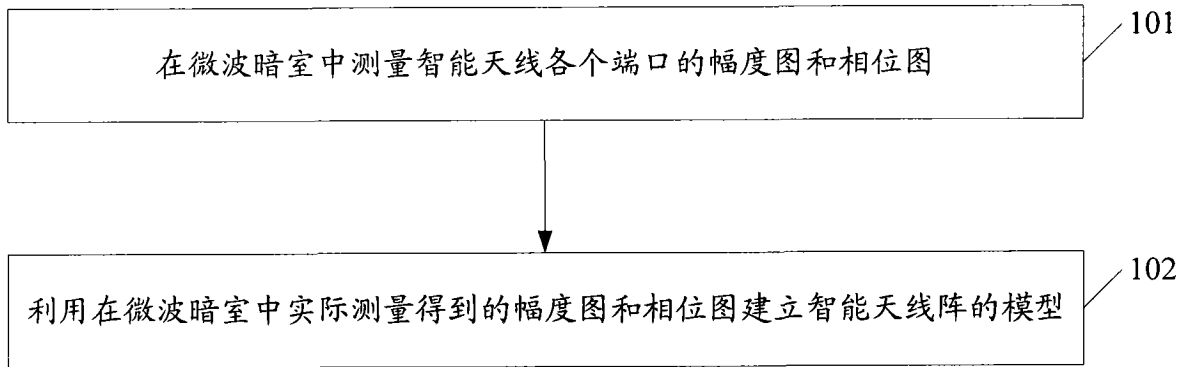 101
在微波暗室中测量智能天线各个端口的幅度图和相位图
102
利用在微波暗室中实际测量得到的幅度图和相位图建立智能天线阵的模型